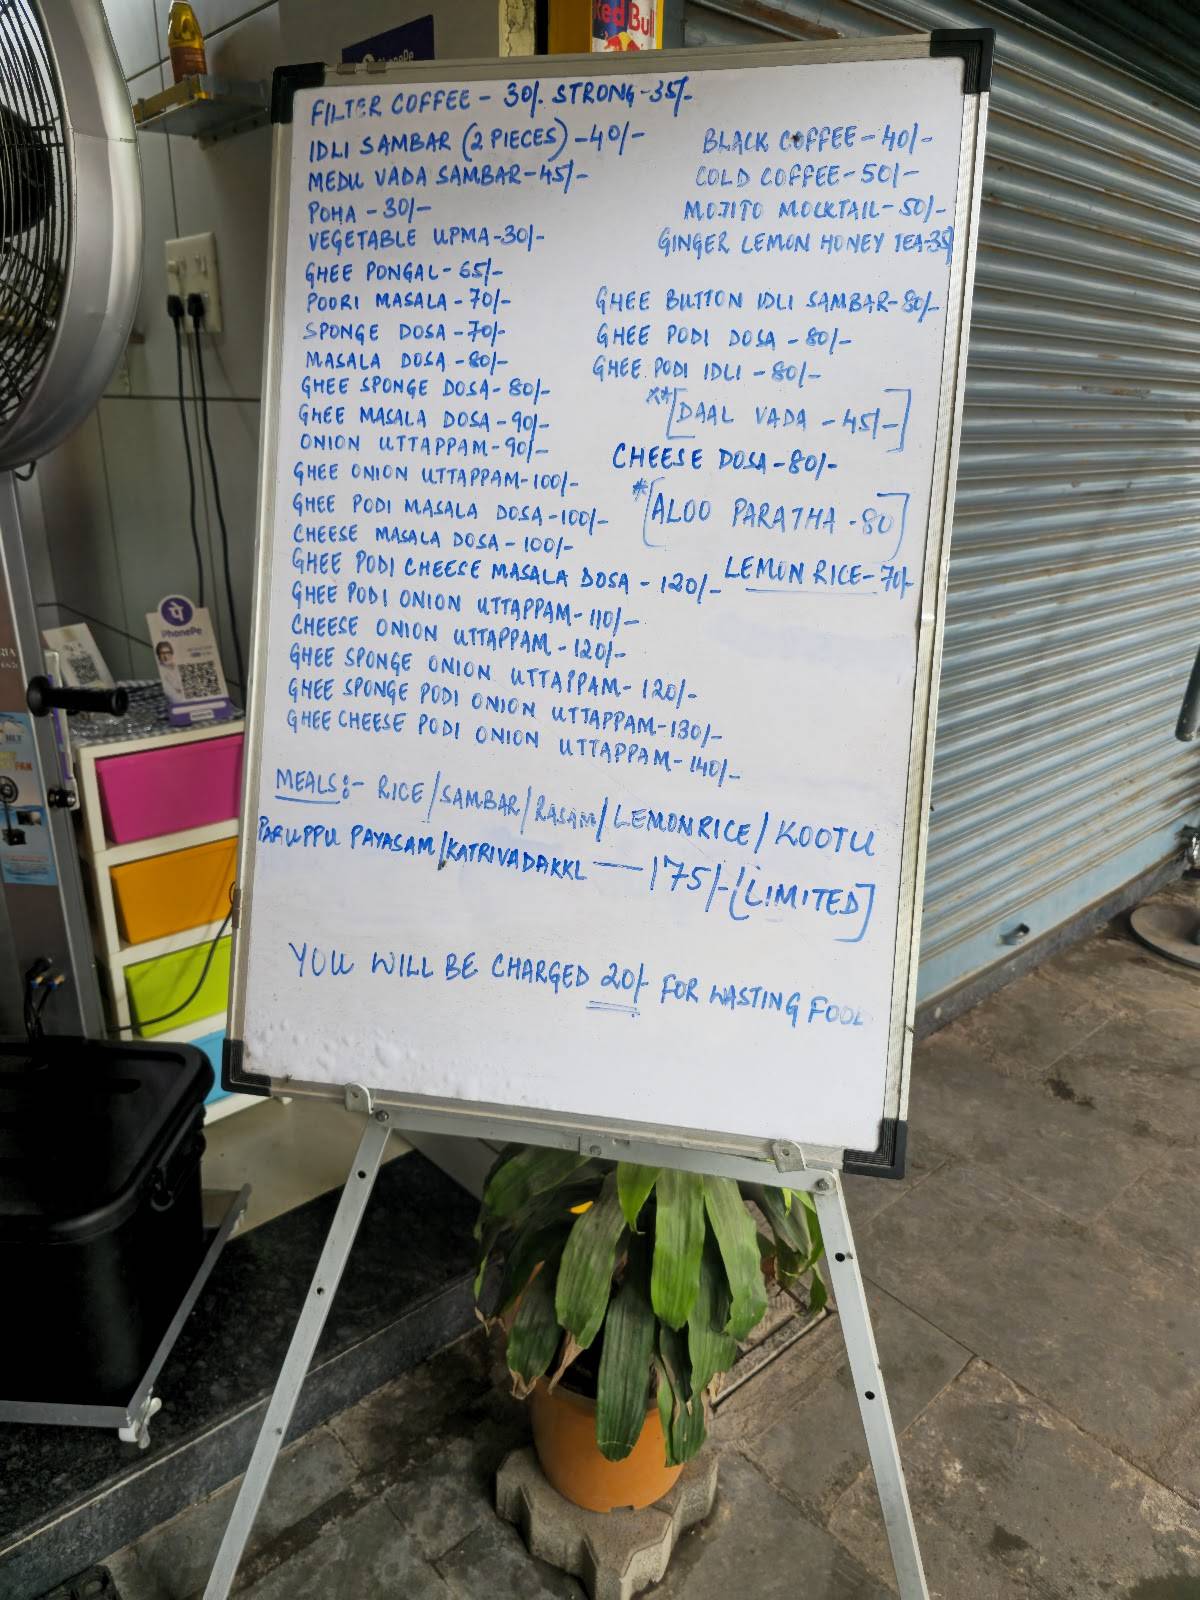 Red Bull
PhonePe
FILTER COFFEE - 30/- STRONG - 35/-
IDLI SAMBAR (2 PIECES) - 40/-
MEDU VADA SAMBAR - 45/-
POHA - 30/-
VEGETABLE UPMA - 30/-
GHEE PONGAL - 65/-
POORI MASALA - 70/-
SPONGE DOSA - 70/-
MASALA DOSA - 80/-
GHEE SPONGE DOSA - 80/-
GHEE MASALA DOSA - 90/-
ONION UTTAPPAM - 90/-
GHEE ONION UTTAPPAM - 100/-
GHEE PODI MASALA DOSA - 100/-
CHEESE MASALA DOSA - 100/-
GHEE PODI CHEESE MASALA DOSA - 120/-
GHEE PODI ONION UTTAPPAM - 110/-
CHEESE ONION UTTAPPAM - 120/-
GHEE SPONGE ONION UTTAPPAM - 120/-
GHEE SPONGE PODI ONION UTTAPPAM - 130/-
GHEE CHEESE PODI ONION UTTAPPAM - 140/-
BLACK COFFEE - 40/-
COLD COFFEE - 50/-
MOJITO MOCKTAIL - 50/-
GINGER LEMON HONEY TEA - 35/
GHEE BUTTON IDLI SAMBAR - 80/-
GHEE PODI DOSA - 80/-
GHEE PODI IDLI - 80/-
**[DAAL VADA - 45/-]
CHEESE DOSA - 80/-
*[ALOO PARATHA - 80]
LEMON RICE - 70/-
MEALS:- RICE/SAMBAR/RASAM/LEMONRICE/KOOTU
PARUPPU PAYASAM/KATRIVADAKKL — 175/- [LIMITED]
YOU WILL BE CHARGED 20/- FOR WASTING FOOD
PhonePe